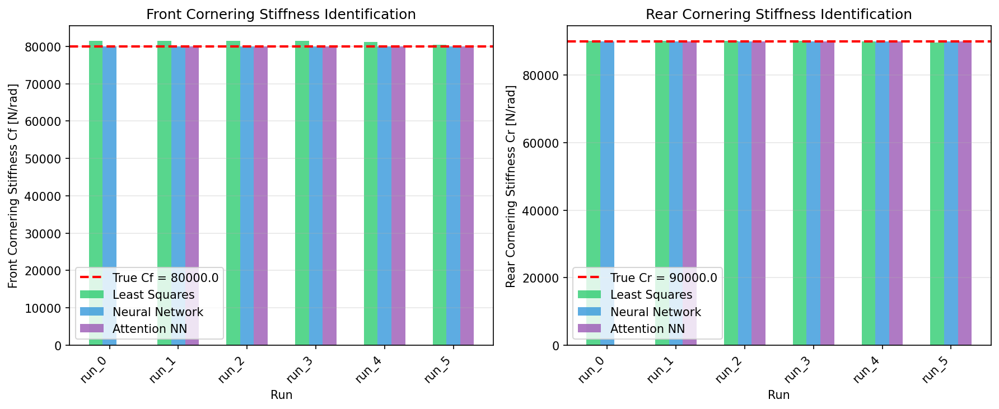 Front Cornering Stiffness Identification
Front Cornering Stiffness Cf [N/rad]
80000
70000
60000
50000
40000
30000
20000
10000
0
True Cf = 80000.0
Least Squares
Neural Network
Attention NN
run_0
run_1
run_2
run_3
run_4
run_5
Run
Rear Cornering Stiffness Identification
Rear Cornering Stiffness Cr [N/rad]
80000
60000
40000
20000
0
True Cr = 90000.0
Least Squares
Neural Network
Attention NN
run_0
run_1
run_2
run_3
run_4
run_5
Run